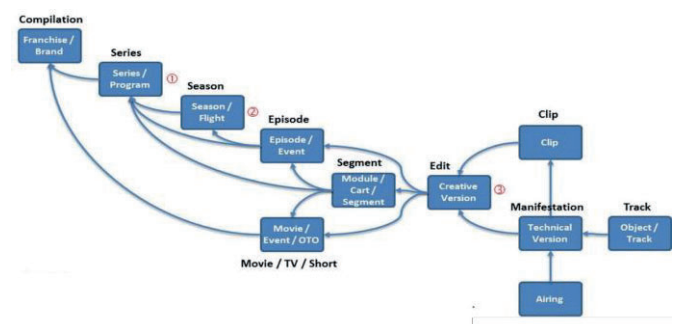 Compilation
Franchise /
Brand
Series
Series /
Program
①
Season
Season /
Flight
②
Episode
Episode /
Event
Segment
Module /
Cart /
Segment
Movie /
Event / OTO
Movie / TV / Short
Edit
Creative
Version
③
Clip
Clip
Manifestation
Technical
Version
Track
Object /
Track
Airing